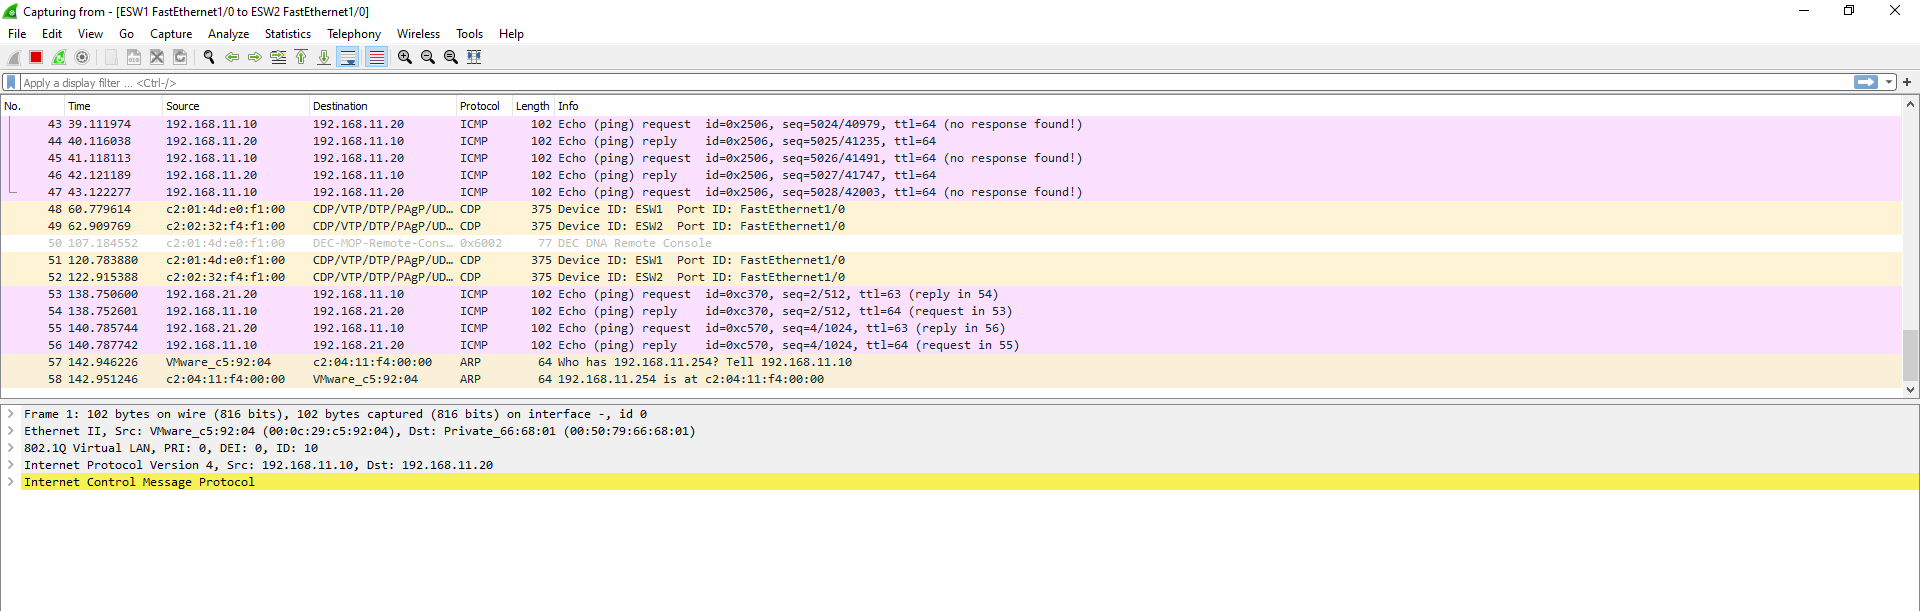 Capturing from - [ESW1 FastEthernet1/0 to ESW2 FastEthernet1/0]
File Edit View Go Capture Analyze Statistics Telephony Wireless Tools Help
Apply a display filter ... <Ctrl-/>
No. Time Source Destination Protocol Length Info
43 39.111974 192.168.11.10 192.168.11.20 ICMP 102 Echo (ping) request id=0x2506, seq=5024/40979, ttl=64 (no response found!)
44 40.116038 192.168.11.20 192.168.11.10 ICMP 102 Echo (ping) reply id=0x2506, seq=5025/41235, ttl=64
45 41.118113 192.168.11.10 192.168.11.20 ICMP 102 Echo (ping) request id=0x2506, seq=5026/41491, ttl=64 (no response found!)
46 42.121189 192.168.11.20 192.168.11.10 ICMP 102 Echo (ping) reply id=0x2506, seq=5027/41747, ttl=64
47 43.122277 192.168.11.10 192.168.11.20 ICMP 102 Echo (ping) request id=0x2506, seq=5028/42003, ttl=64 (no response found!)
48 60.779614 c2:01:4d:e0:f1:00 CDP/VTP/DTP/PAgP/UD… CDP 375 Device ID: ESW1 Port ID: FastEthernet1/0
49 62.909769 c2:02:32:f4:f1:00 CDP/VTP/DTP/PAgP/UD… CDP 375 Device ID: ESW2 Port ID: FastEthernet1/0
50 107.184552 c2:01:4d:e0:f1:00 DEC-MOP-Remote-Cons… 0x6002 77 DEC DNA Remote Console
51 120.783880 c2:01:4d:e0:f1:00 CDP/VTP/DTP/PAgP/UD… CDP 375 Device ID: ESW1 Port ID: FastEthernet1/0
52 122.915388 c2:02:32:f4:f1:00 CDP/VTP/DTP/PAgP/UD… CDP 375 Device ID: ESW2 Port ID: FastEthernet1/0
53 138.750600 192.168.21.20 192.168.11.10 ICMP 102 Echo (ping) request id=0xc370, seq=2/512, ttl=63 (reply in 54)
54 138.752601 192.168.11.10 192.168.21.20 ICMP 102 Echo (ping) reply id=0xc370, seq=2/512, ttl=64 (request in 53)
55 140.785744 192.168.21.20 192.168.11.10 ICMP 102 Echo (ping) request id=0xc570, seq=4/1024, ttl=63 (reply in 56)
56 140.787742 192.168.11.10 192.168.21.20 ICMP 102 Echo (ping) reply id=0xc570, seq=4/1024, ttl=64 (request in 55)
57 142.946226 VMware_c5:92:04 c2:04:11:f4:00:00 ARP 64 Who has 192.168.11.254? Tell 192.168.11.10
58 142.951246 c2:04:11:f4:00:00 VMware_c5:92:04 ARP 64 192.168.11.254 is at c2:04:11:f4:00:00
Frame 1: 102 bytes on wire (816 bits), 102 bytes captured (816 bits) on interface -, id 0
Ethernet II, Src: VMware_c5:92:04 (00:0c:29:c5:92:04), Dst: Private_66:68:01 (00:50:79:66:68:01)
802.1Q Virtual LAN, PRI: 0, DEI: 0, ID: 10
Internet Protocol Version 4, Src: 192.168.11.10, Dst: 192.168.11.20
Internet Control Message Protocol